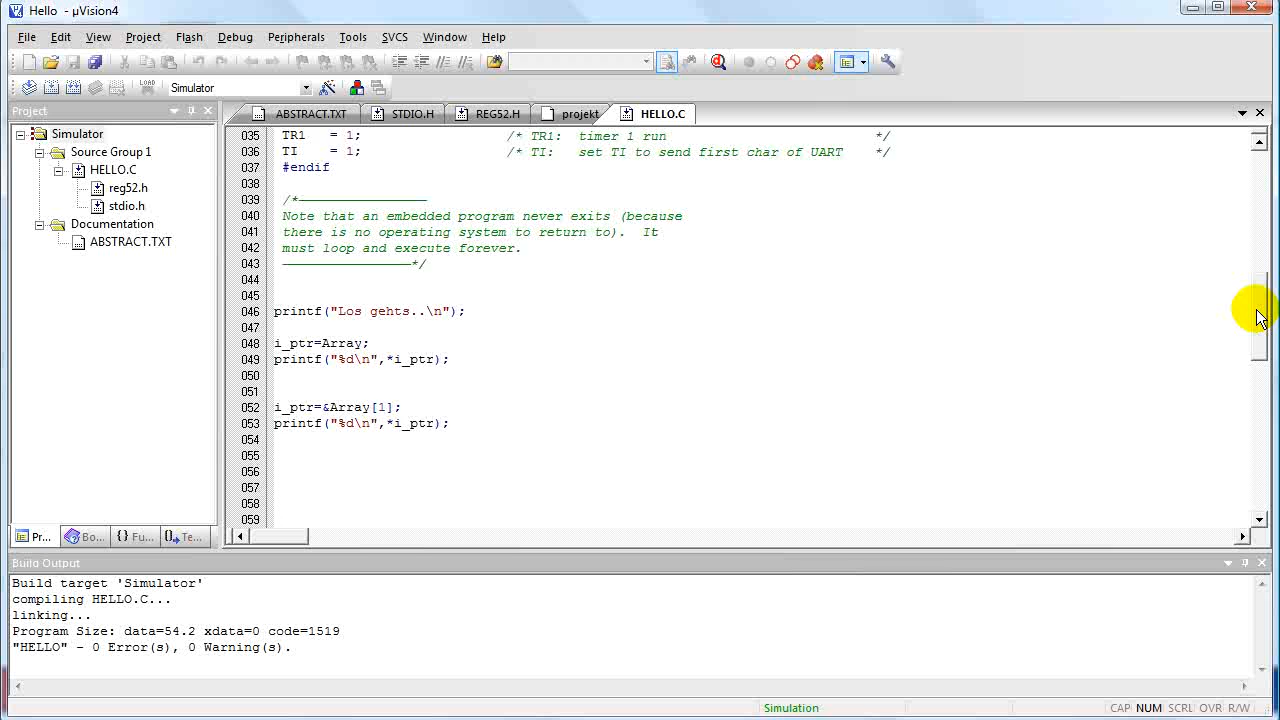 Hello - µVision4
File Edit View Project Flash Debug Peripherals Tools SVCS Window Help
LOAD Simulator
Project
ABSTRACT.TXT STDIO.H REG52.H projekt HELLO.C
Simulator
Source Group 1
HELLO.C
reg52.h
stdio.h
Documentation
ABSTRACT.TXT
035 TR1 = 1; /* TR1: timer 1 run */
036 TI = 1; /* TI: set TI to send first char of UART */
037 #endif
038
039 /*————————————————
040 Note that an embedded program never exits (because
041 there is no operating system to return to). It
042 must loop and execute forever.
043 ————————————————*/
044
045
046 printf("Los gehts..\n");
047
048 i_ptr=Array;
049 printf("%d\n",*i_ptr);
050
051
052 i_ptr=&Array[1];
053 printf("%d\n",*i_ptr);
054
055
056
057
058
059
Pr... Bo... {} Fu... Te...
Build Output
Build target 'Simulator'
compiling HELLO.C...
linking...
Program Size: data=54.2 xdata=0 code=1519
"HELLO" - 0 Error(s), 0 Warning(s).
Simulation CAP NUM SCRL OVR R/W